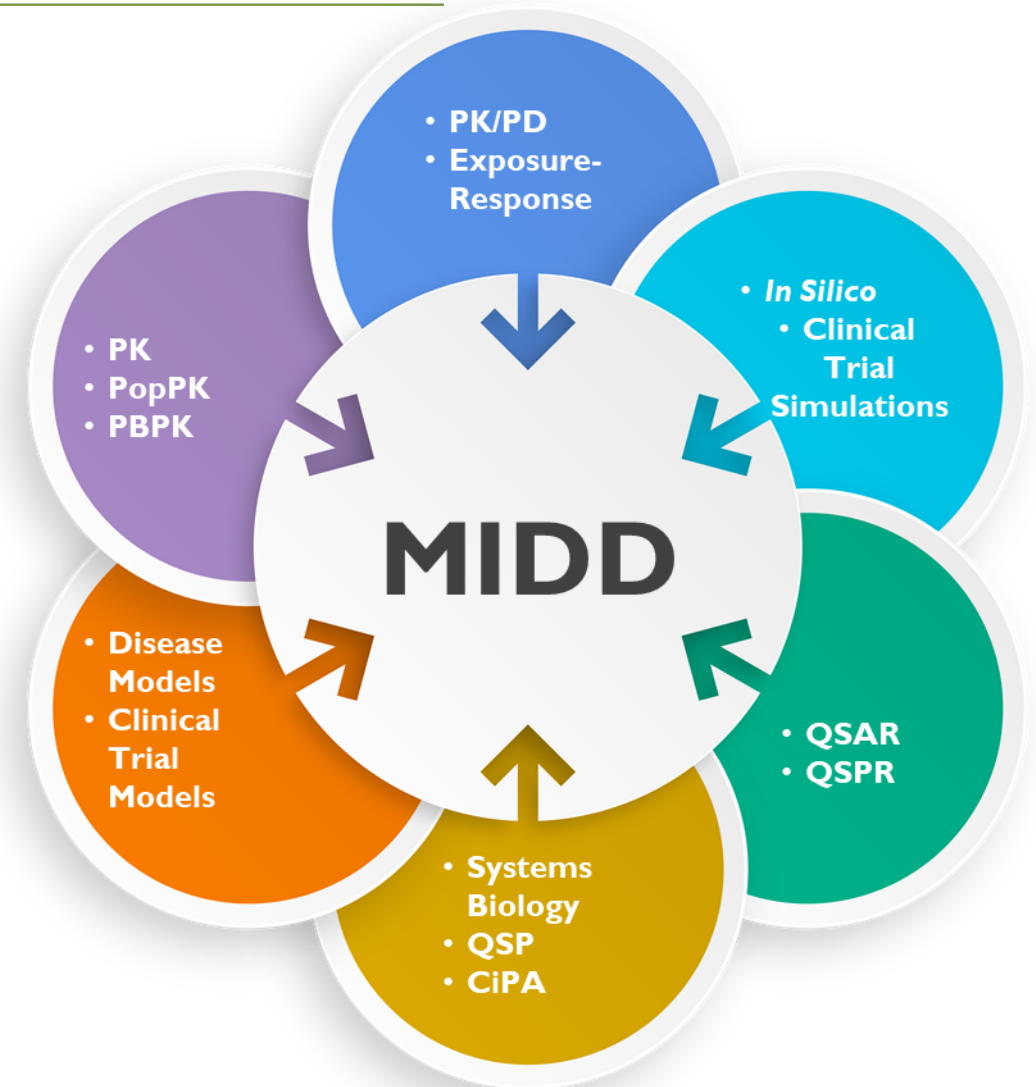 • PK/PD
• Exposure-
Response
• In Silico
• Clinical
Trial
Simulations
• PK
• PopPK
• PBPK
MIDD
• Disease
Models
• Clinical
Trial
Models
• QSAR
• QSPR
• Systems
Biology
• QSP
• CiPA